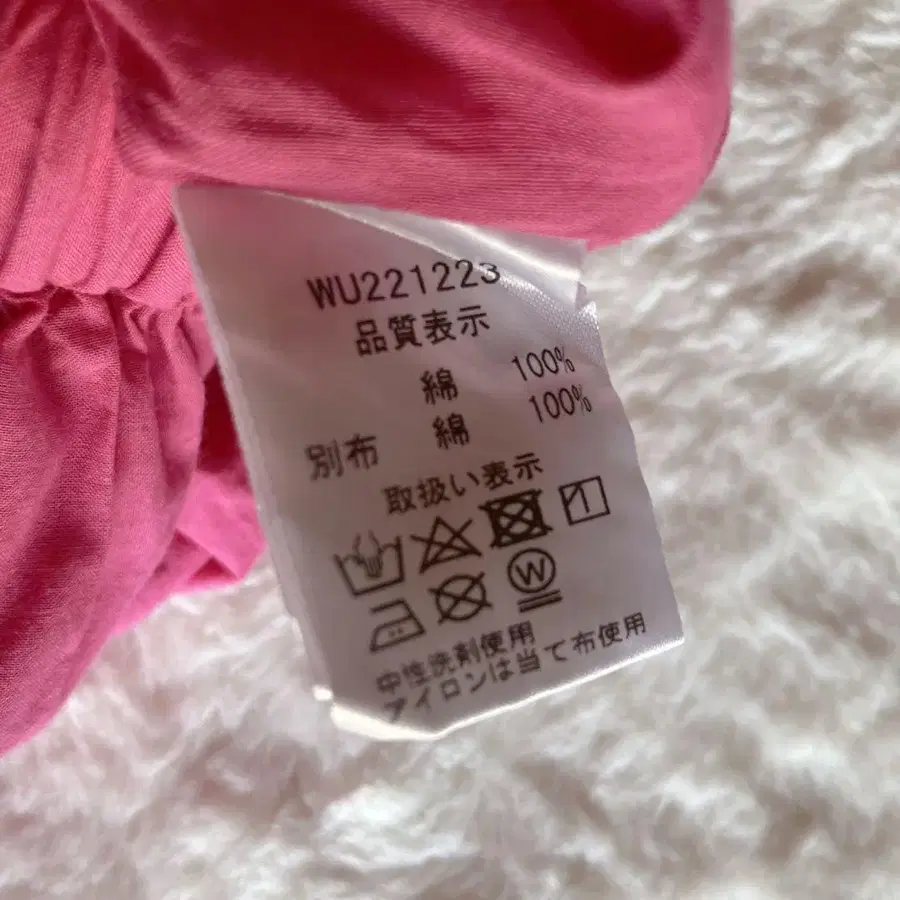 WU221223
品質表示
綿 100%
別布 綿 100%
取扱い表示
W
中性洗剤使用
アイロンは当て布使用